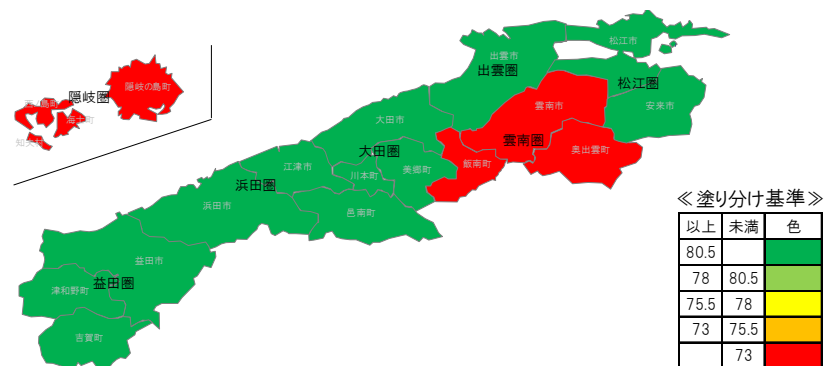 松江市
出雲市
出雲圏
松江圏
隠岐の島町
隠岐圏
西ノ島町
海士町
知夫村
雲南市
安来市
大田市
雲南圏
奥出雲町
大田圏
飯南町
江津市
美郷町
川本町
浜田圏
浜田市
邑南町
益田市
益田圏
津和野町
吉賀町
≪塗り分け基準≫
以上 未満 色
80.5
78 80.5
75.5 78
73 75.5
73